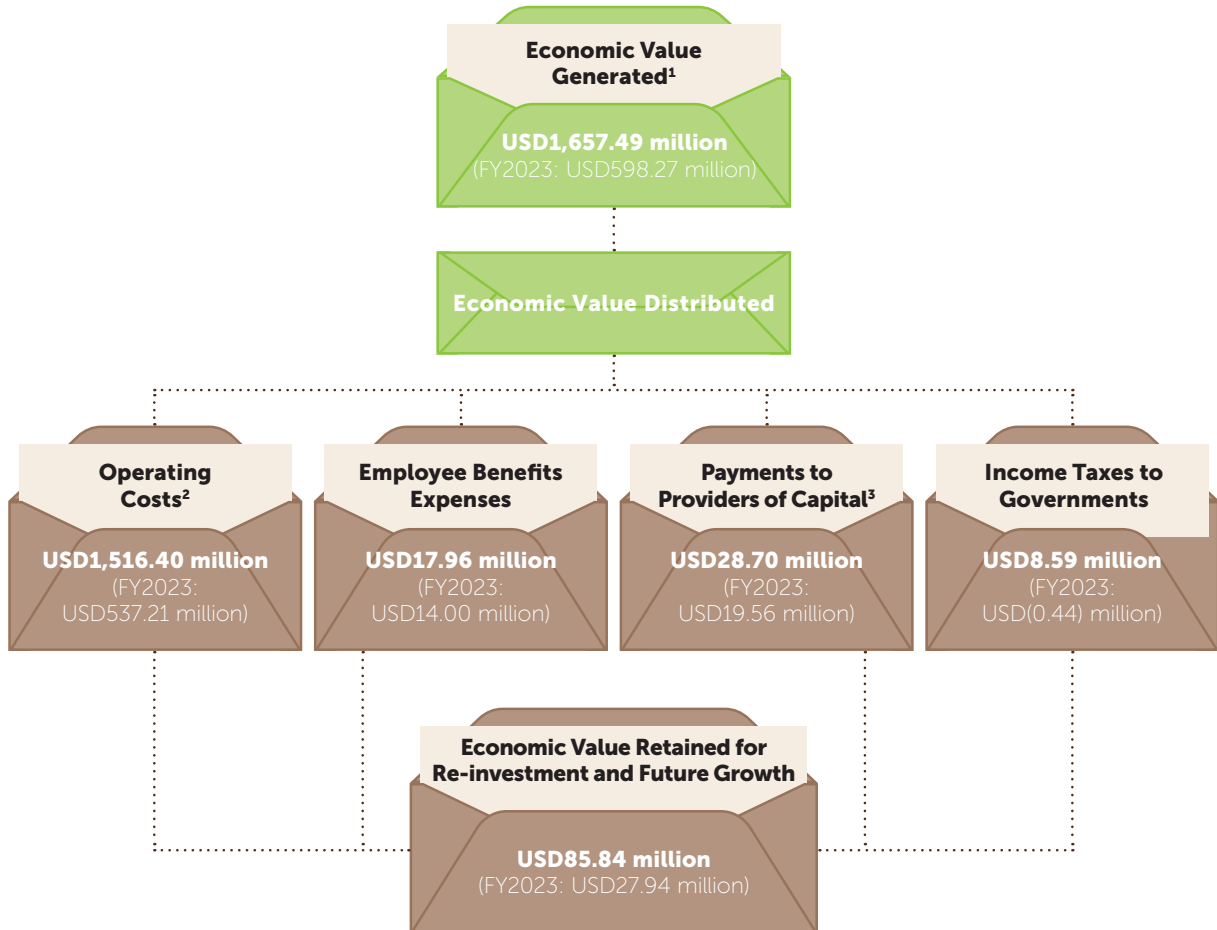 Economic Value
Generated¹
USD1,657.49 million
(FY2023: USD598.27 million)
Economic Value Distributed
Operating
Costs²
USD1,516.40 million
(FY2023:
USD537.21 million)
Employee Benefits
Expenses
USD17.96 million
(FY2023:
USD14.00 million)
Payments to
Providers of Capital³
USD28.70 million
(FY2023:
USD19.56 million)
Income Taxes to
Governments
USD8.59 million
(FY2023:
USD(0.44) million)
Economic Value Retained for
Re-investment and Future Growth
USD85.84 million
(FY2023: USD27.94 million)